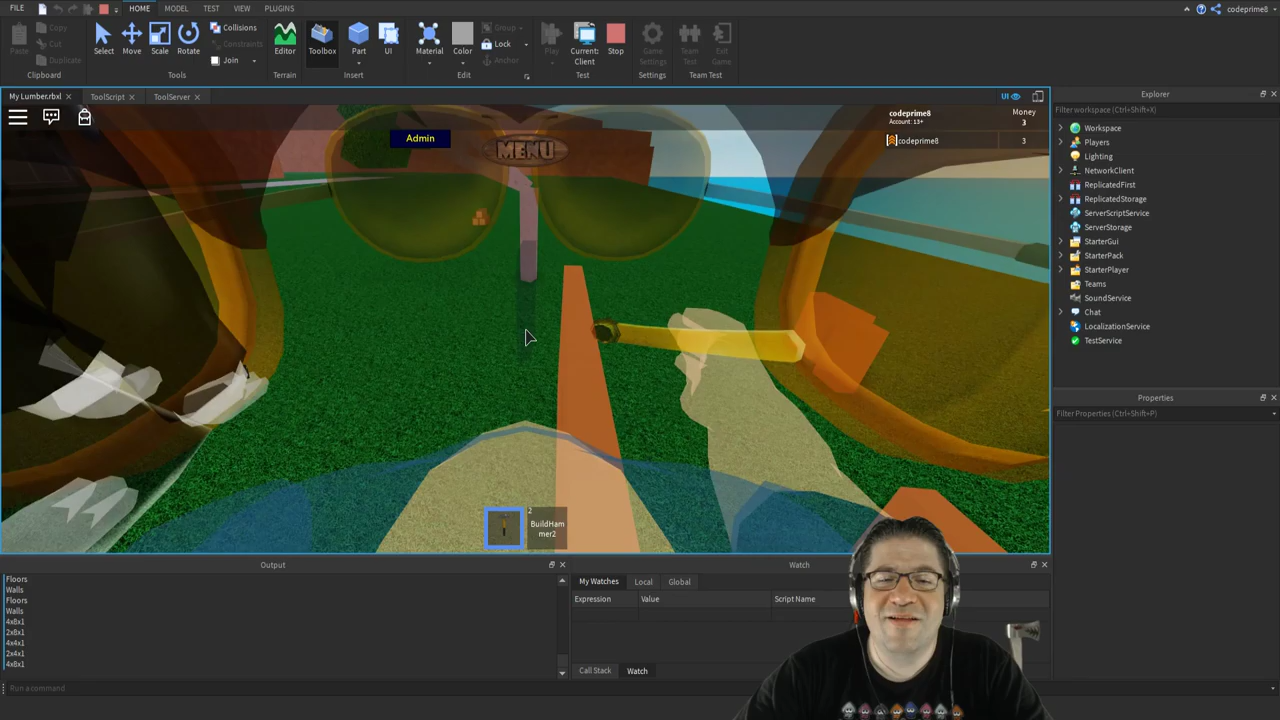 FILE
HOME
MODEL
TEST
VIEW
PLUGINS
codeprime8
Copy
Cut
Duplicate
Paste
Clipboard
Select
Move
Scale
Rotate
Collisions
Constraints
Join
Tools
Editor
Terrain
Toolbox
Part
UI
Insert
Material
Color
Group
Lock
Anchor
Edit
Play
Current:
Client
Stop
Test
Game
Settings
Settings
Team
Test
Exit
Game
Team Test
My Lumber.rbxl
ToolScript
ToolServer
UI
Admin
MENU
codeprime8
Account: 13+
Money
3
codeprime8
3
2
BuildHam
mer2
Explorer
Filter workspace (Ctrl+Shift+X)
Workspace
Players
Lighting
NetworkClient
ReplicatedFirst
ReplicatedStorage
ServerScriptService
ServerStorage
StarterGui
StarterPack
StarterPlayer
Teams
SoundService
Chat
LocalizationService
TestService
Properties
Filter Properties (Ctrl+Shift+P)
Output
Floors
Walls
Floors
Walls
4x8x1
2x8x1
4x4x1
2x4x1
4x8x1
Watch
My Watches
Local
Global
Expression
Value
Script Name
Call Stack
Watch
Run a command